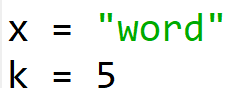 x = "word"
k = 5